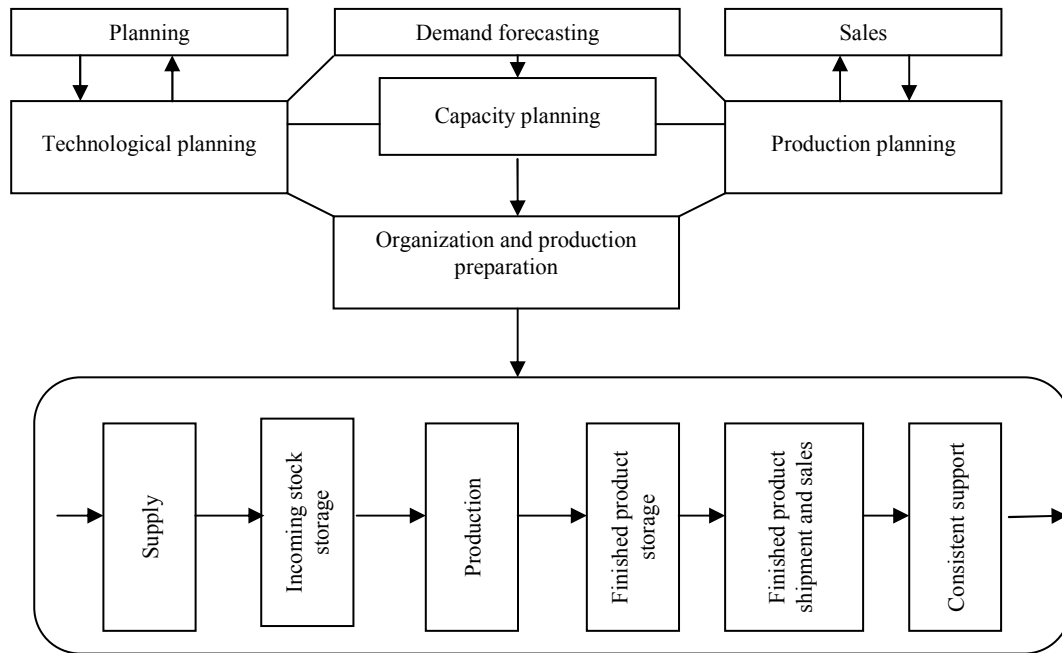 Planning
Demand forecasting
Sales
Technological planning
Capacity planning
Production planning
Organization and production
preparation
Supply
Incoming stock
storage
Production
Finished product
storage
Finished product
shipment and sales
Consistent support